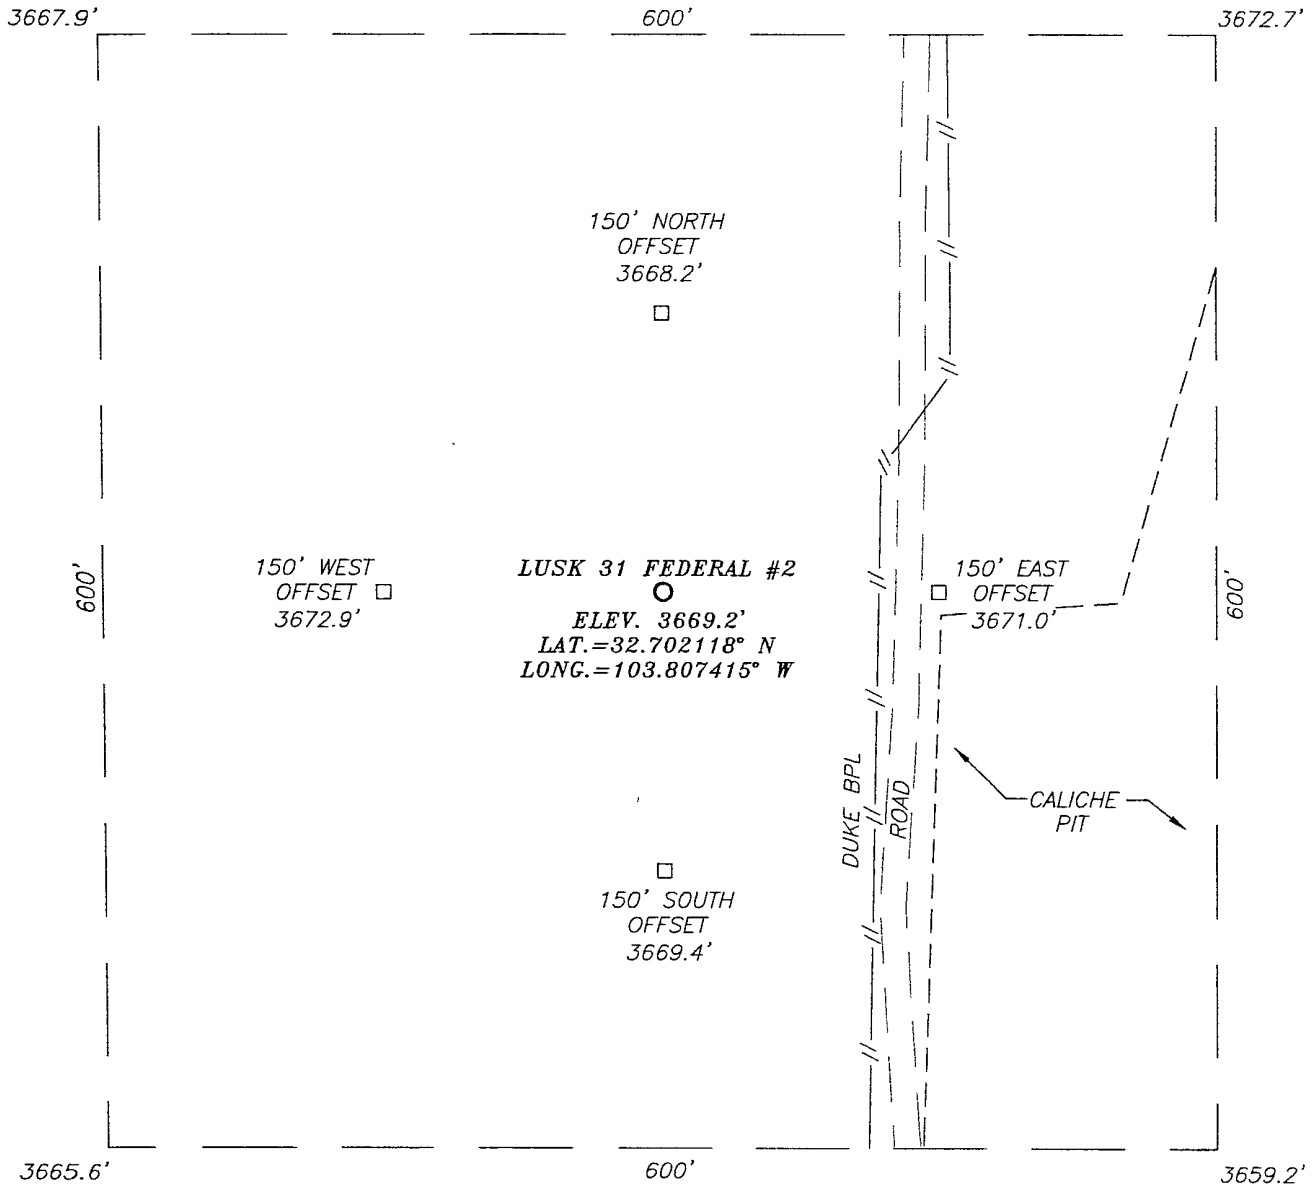 3667.9'
600'
3672.7'
150' NORTH
OFFSET
3668.2'
150' WEST
OFFSET
3672.9'
LUSK 31 FEDERAL #2
ELEV. 3669.2'
LAT.=32.702118° N
LONG.=103.807415° W
150' EAST
OFFSET
3671.0'
600'
600'
DUKE BPL
ROAD
CALICHE
PIT
150' SOUTH
OFFSET
3669.4'
3665.6'
600'
3659.2'